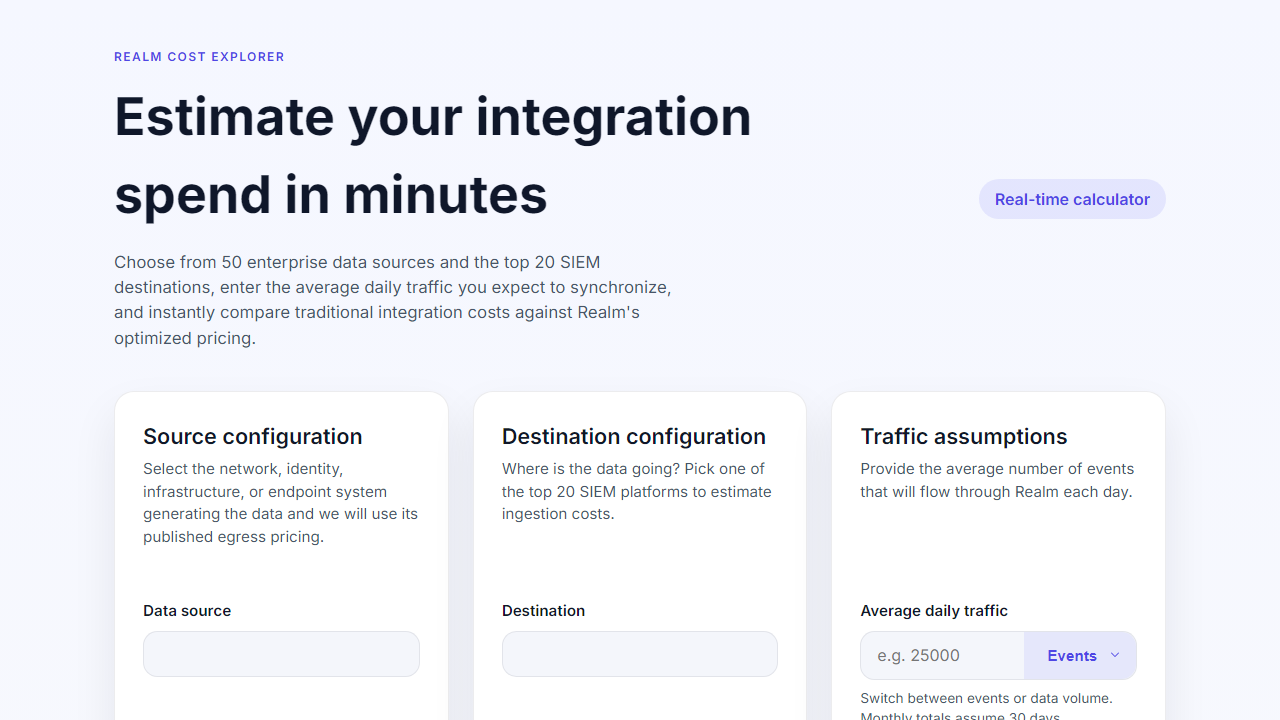 REALM COST EXPLORER
Estimate your integration
spend in minutes
Real-time calculator
Choose from 50 enterprise data sources and the top 20 SIEM
destinations, enter the average daily traffic you expect to synchronize,
and instantly compare traditional integration costs against Realm's
optimized pricing.
Source configuration
Select the network, identity,
infrastructure, or endpoint system
generating the data and we will use its
published egress pricing.
Data source
Destination configuration
Where is the data going? Pick one of
the top 20 SIEM platforms to estimate
ingestion costs.
Destination
Traffic assumptions
Provide the average number of events
that will flow through Realm each day.
Average daily traffic
e.g. 25000
Events
Switch between events or data volume.
Monthly totals assume 30 days.